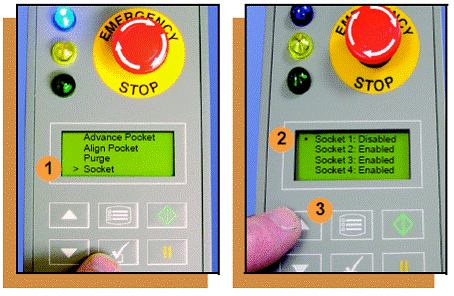 EMERGENCY
STOP
Advance Pocket
Align Pocket
Purge
> Socket
1
EMERGENCY
STOP
2
• Socket 1: Disabled
Socket 2: Enabled
Socket 3: Enabled
Socket 4: Enabled
3